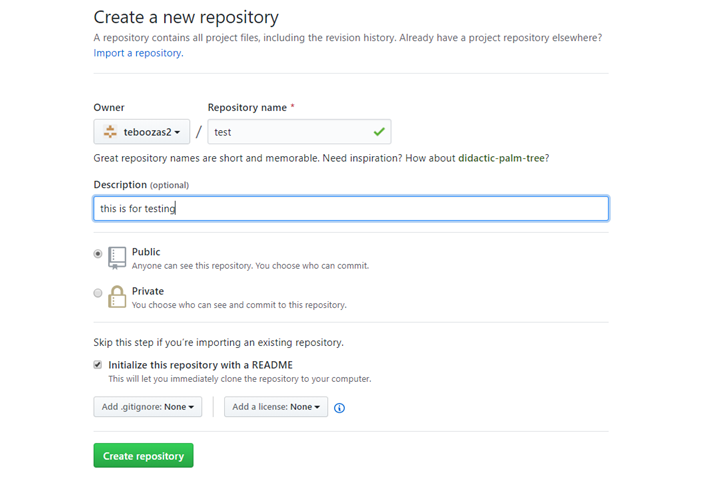 Create a new repository
A repository contains all project files, including the revision history. Already have a project repository elsewhere?
Import a repository.
Owner
Repository name *
teboozas2
/
test
Great repository names are short and memorable. Need inspiration? How about didactic-palm-tree?
Description (optional)
this is for testing
Public
Anyone can see this repository. You choose who can commit.
Private
You choose who can see and commit to this repository.
Skip this step if you're importing an existing repository.
Initialize this repository with a README
This will let you immediately clone the repository to your computer.
Add .gitignore: None
Add a license: None
Create repository